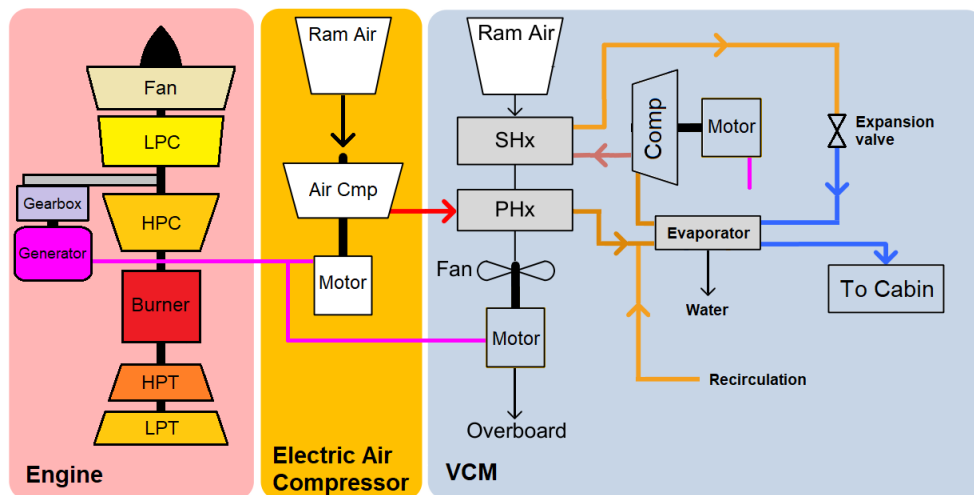 Fan
LPC
Gearbox
HPC
Generator
Burner
HPT
LPT
Engine
Ram Air
Air Cmp
Motor
Electric Air
Compressor
Ram Air
SHx
Comp
Motor
Expansion
valve
PHx
Evaporator
Fan
To Cabin
Water
Motor
Recirculation
Overboard
VCM